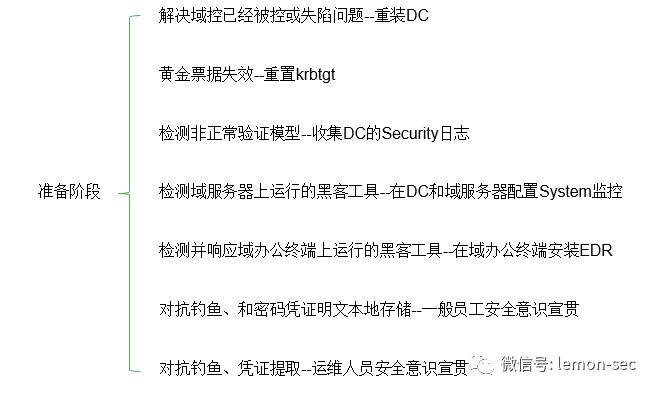 解决域控已经被控或失陷问题--重装DC
黄金票据失效--重置krbtgt
检测非正常验证模型--收集DC的Security日志
准备阶段
检测域服务器上运行的黑客工具--在DC和域服务器配置System监控
检测并响应域办公终端上运行的黑客工具--在域办公终端安装EDR
对抗钓鱼、和密码凭证明文本地存储--一般员工安全意识宣贯
对抗钓鱼、凭证提取--运维人员安全意识宣贯
微信号: lemon-sec